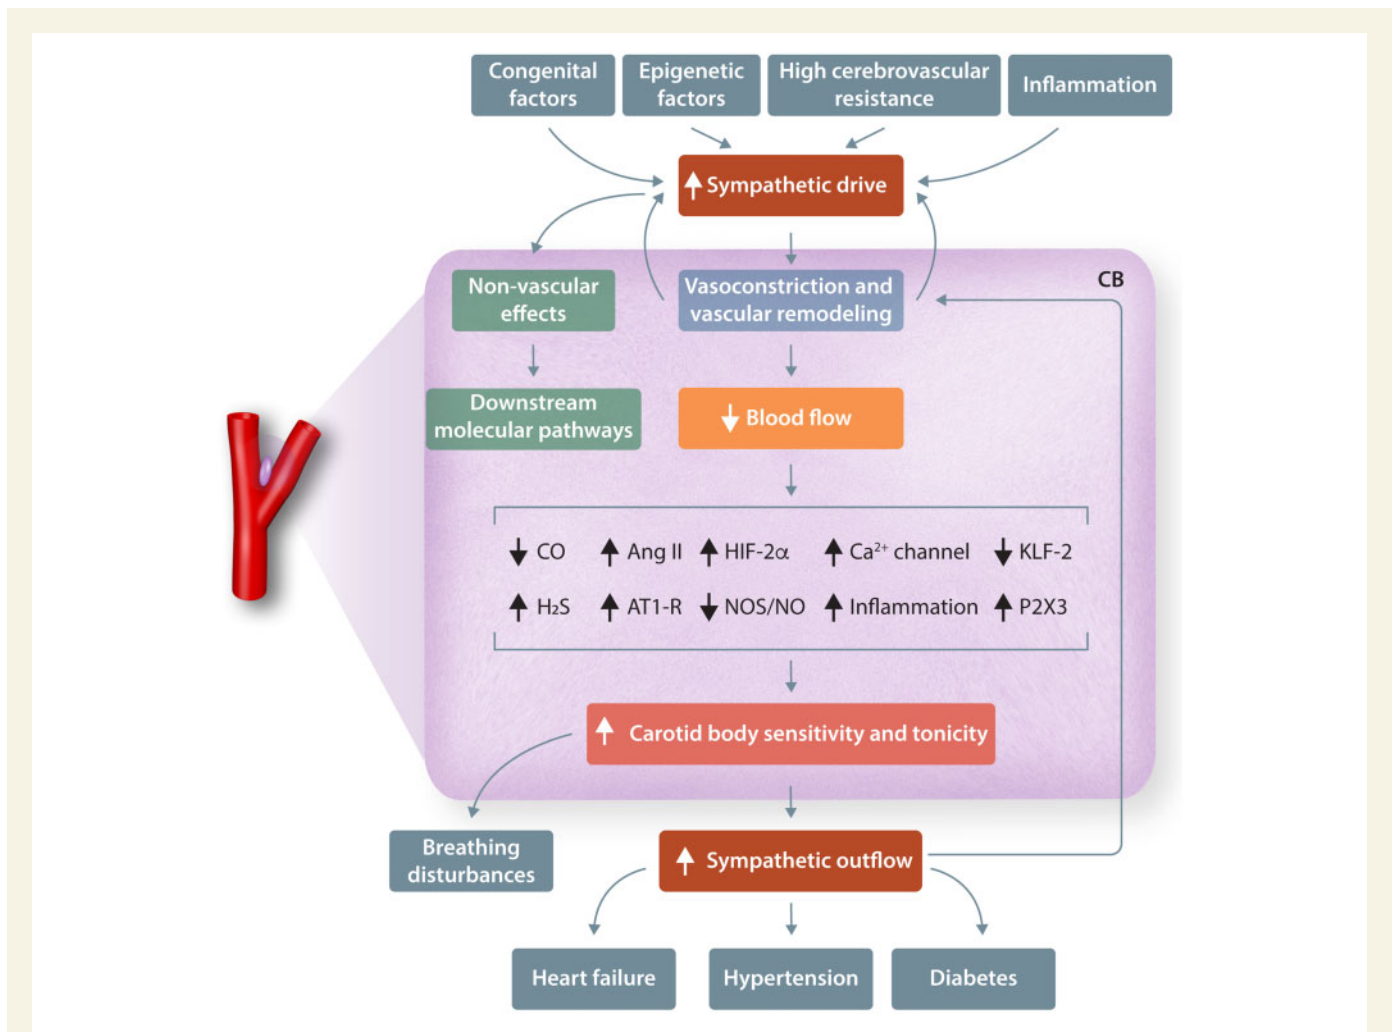 Congenital
factors
Epigenetic
factors
High cerebrovascular
resistance
Inflammation
↑ Sympathetic drive
CB
Non-vascular
effects
Vasoconstriction and
vascular remodeling
Downstream
molecular pathways
↓ Blood flow
↓ CO ↑ Ang II ↑ HIF-2α ↑ Ca²⁺ channel ↓ KLF-2
↑ H₂S ↑ AT1-R ↓ NOS/NO ↑ Inflammation ↑ P2X3
↑ Carotid body sensitivity and tonicity
Breathing
disturbances
↑ Sympathetic outflow
Heart failure
Hypertension
Diabetes